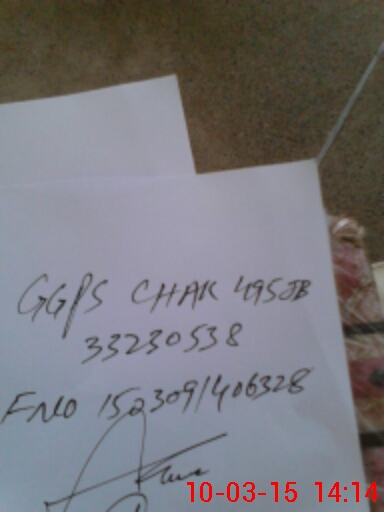 GGPS CHAK 495JB
33230538
FNO 152309/406328
10-03-15 14:14